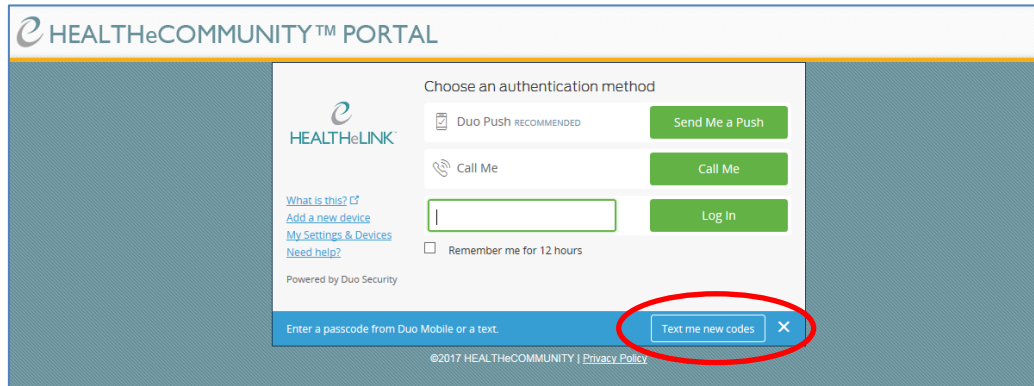 HEALTHeCOMMUNITY™ PORTAL
Choose an authentication method
HEALTHeLINK™
Duo Push RECOMMENDED
Send Me a Push
Call Me
Call Me
Log In
Remember me for 12 hours
What is this?
Add a new device
My Settings & Devices
Need help?
Powered by Duo Security
Enter a passcode from Duo Mobile or a text.
Text me new codes
©2017 HEALTHeCOMMUNITY | Privacy Policy